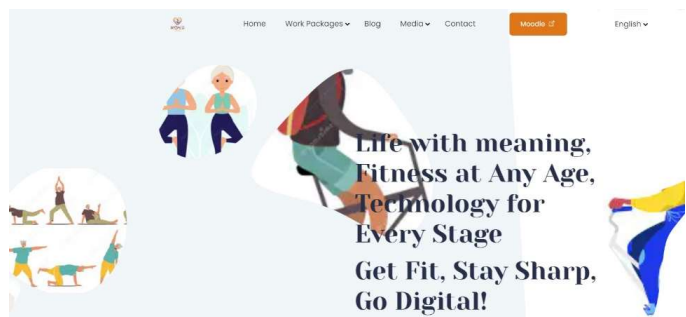 Home Work Packages Blog Media Contact Moodle English
Life with meaning,
Fitness at Any Age,
Technology for
Every Stage
Get Fit, Stay Sharp,
Go Digital!